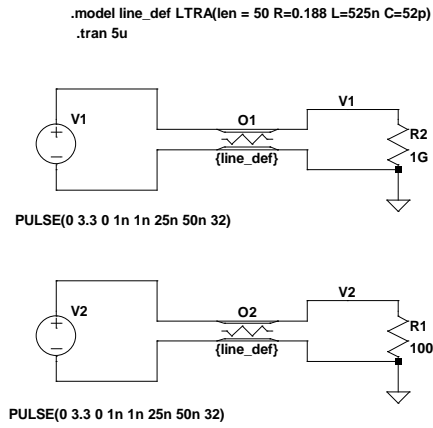 .model line_def LTRA(len = 50 R=0.188 L=525n C=52p)
.tran 5u
V1
O1
V1
R2
{line_def}
1G
PULSE(0 3.3 0 1n 1n 25n 50n 32)
V2
O2
V2
R1
{line_def}
100
PULSE(0 3.3 0 1n 1n 25n 50n 32)